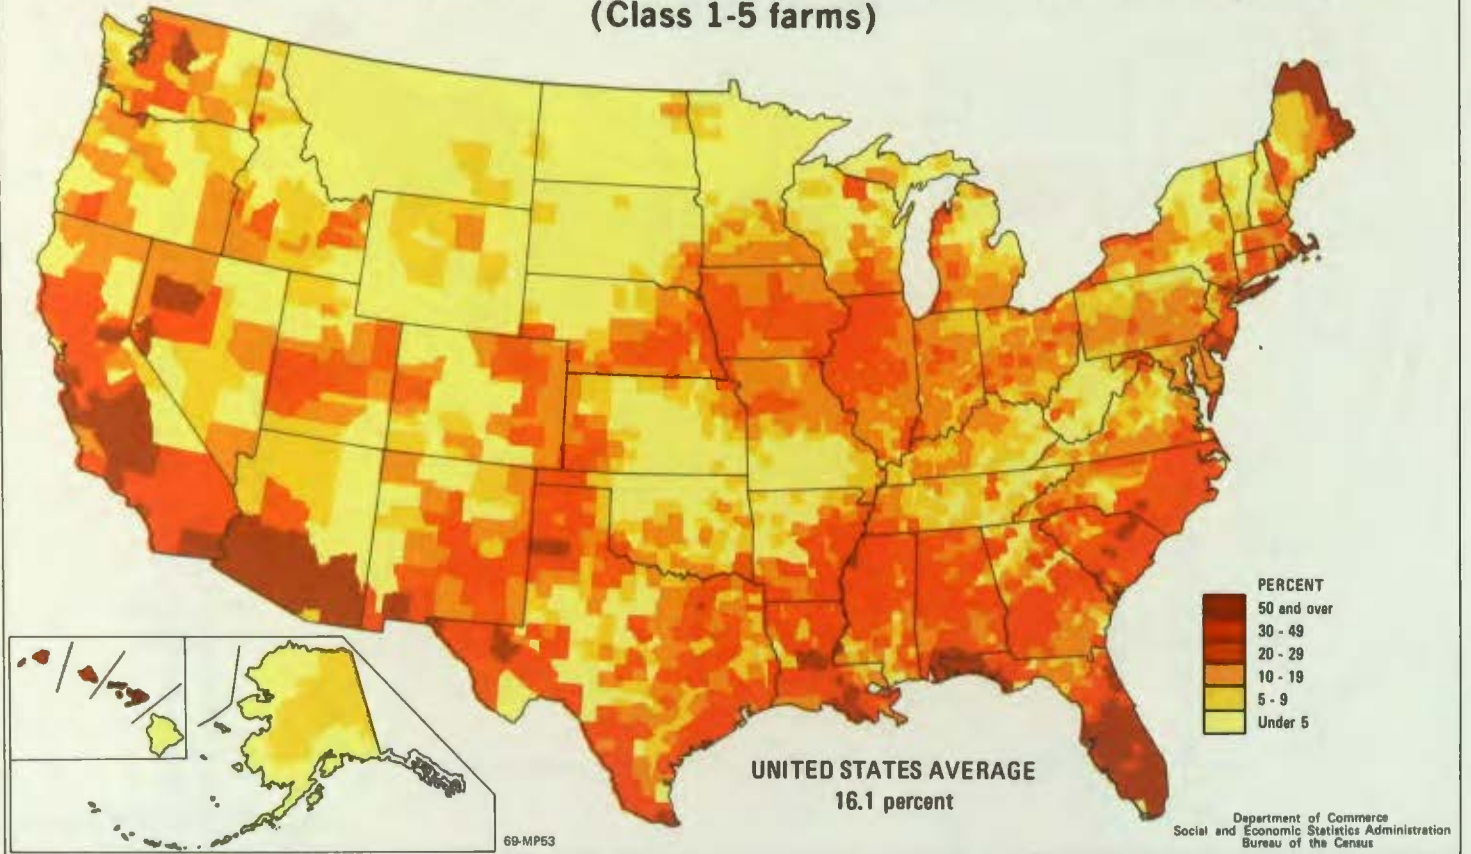 (Class 1-5 farms)
PERCENT
50 and over
30 - 49
20 - 29
10 - 19
5 - 9
Under 5
UNITED STATES AVERAGE
16.1 percent
69-MP53
Department of Commerce
Social and Economic Statistics Administration
Bureau of the Census